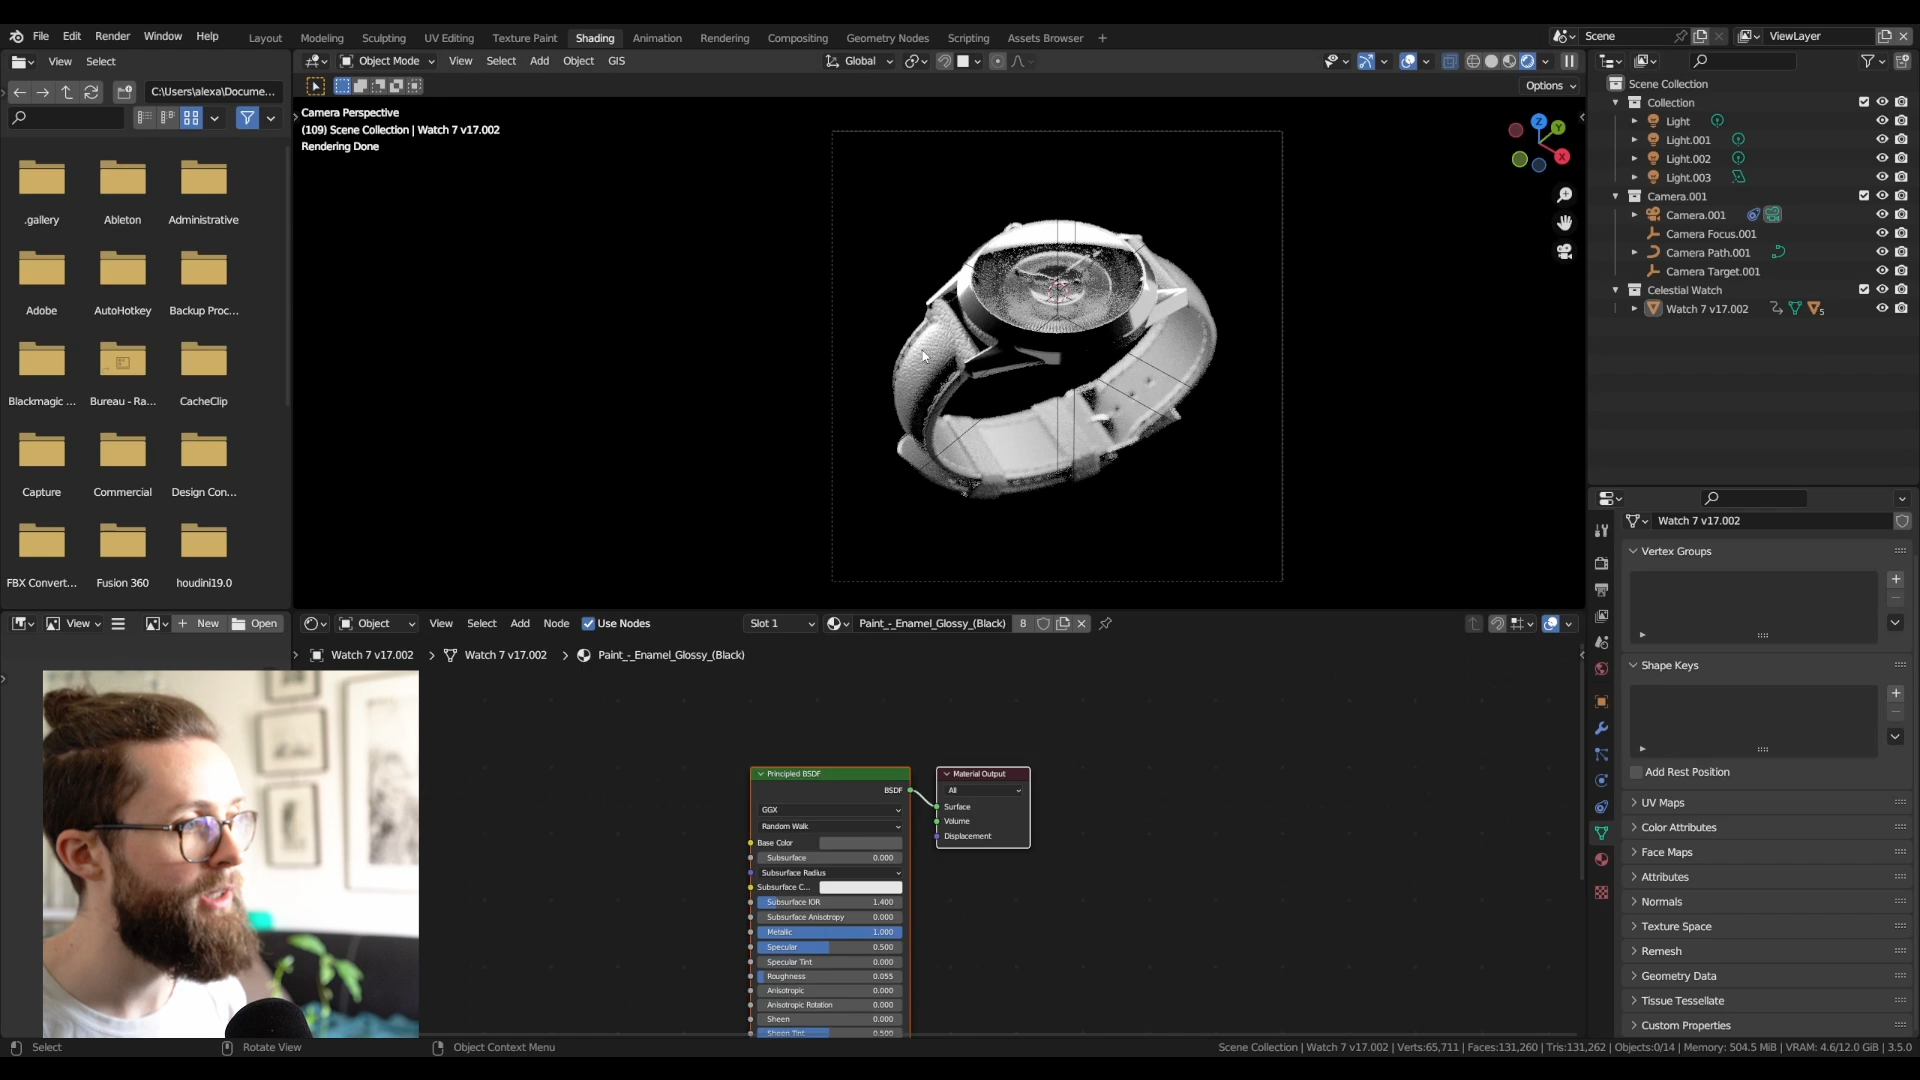 File Edit Render Window Help Layout Modeling Sculpting UV Editing Texture Paint Shading Animation Rendering Compositing Geometry Nodes Scripting Assets Browser + Scene ViewLayer
View Select
Object Mode View Select Add Object GIS Global
C:\Users\alexa\Docume...
Options
Camera Perspective
(109) Scene Collection | Watch 7 v17.002
Rendering Done
Z Y X
.gallery Ableton Administrative
Adobe AutoHotkey Backup Proc...
Blackmagic ... Bureau - Ra... CacheClip
Capture Commercial Design Con...
FBX Convert... Fusion 360 houdini19.0
Scene Collection
Collection
Light
Light.001
Light.002
Light.003
Camera.001
Camera.001
Camera Focus.001
Camera Path.001
Camera Target.001
Celestial Watch
Watch 7 v17.002 5
Watch 7 v17.002
Vertex Groups
Shape Keys
Add Rest Position
UV Maps
Color Attributes
Face Maps
Attributes
Normals
Texture Space
Remesh
Geometry Data
Tissue Tessellate
Custom Properties
View + New Open
Object View Select Add Node Use Nodes Slot 1 Paint_-_Enamel_Glossy_(Black) 8
Watch 7 v17.002 > Watch 7 v17.002 > Paint_-_Enamel_Glossy_(Black)
Principled BSDF
BSDF
GGX
Random Walk
Base Color
Subsurface 0.000
Subsurface Radius
Subsurface C...
Subsurface IOR 1.400
Subsurface Anisotropy 0.000
Metallic 1.000
Specular 0.500
Specular Tint 0.000
Roughness 0.055
Anisotropic 0.000
Anisotropic Rotation 0.000
Sheen 0.000
Sheen Tint 0.500
Material Output
All
Surface
Volume
Displacement
Select Rotate View Object Context Menu
Scene Collection | Watch 7 v17.002 | Verts:65,711 | Faces:131,260 | Tris:131,262 | Objects:0/14 | Memory: 504.5 MiB | VRAM: 4.6/12.0 GiB | 3.5.0